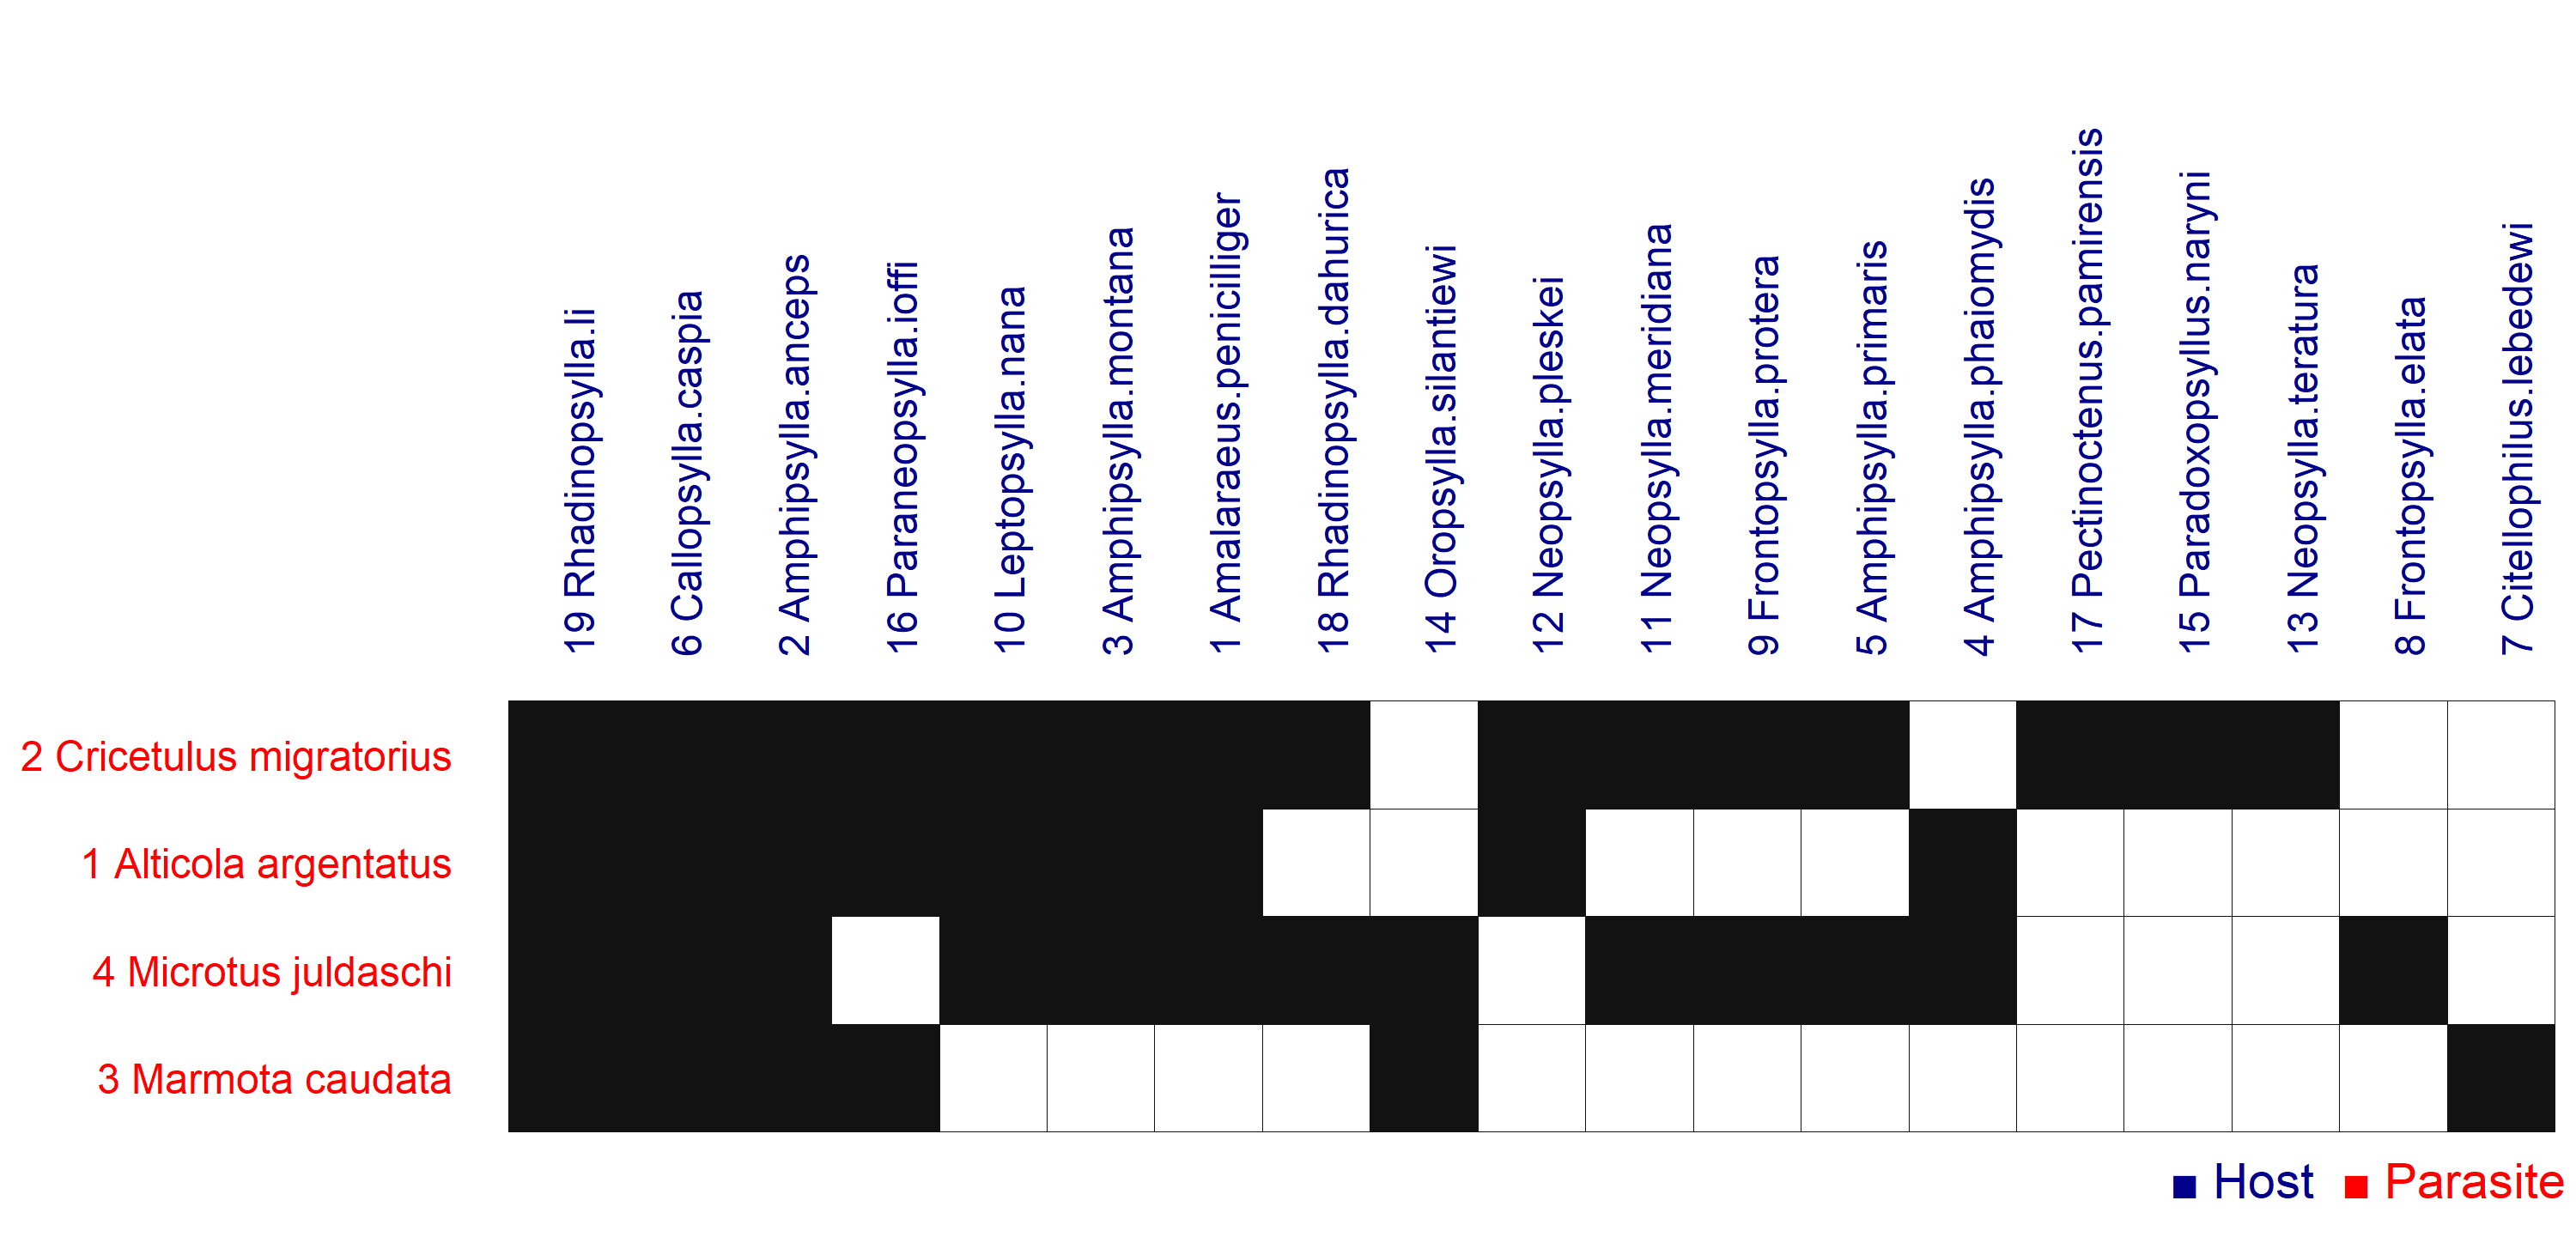 19 Rhadinopsylla.li
6 Callopsylla.caspia
2 Amphipsylla.anceps
16 Paraneopsylla.ioffi
10 Leptopsylla.nana
3 Amphipsylla.montana
1 Amalaraeus.penicilliger
18 Rhadinopsylla.dahurica
14 Oropsylla.silantiewi
12 Neopsylla.pleskei
11 Neopsylla.meridiana
9 Frontopsylla.protera
5 Amphipsylla.primaris
4 Amphipsylla.phaiomydis
17 Pectinoctenus.pamirensis
15 Paradoxopsyllus.naryni
13 Neopsylla.teratura
8 Frontopsylla.elata
7 Citellophilus.lebedewi
2 Cricetulus migratorius
1 Alticola argentatus
4 Microtus juldaschi
3 Marmota caudata
Host Parasite